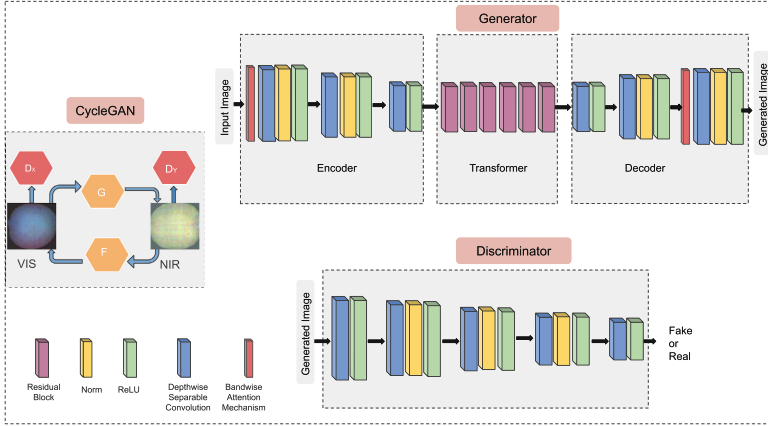 Generator
CycleGAN
Input Image
Generated Image
Encoder
Transformer
Decoder
Dx
DY
G
F
VIS
NIR
Discriminator
Generated Image
Fake
or
Real
Residual
Block
Norm
ReLU
Depthwise
Separable
Convolution
Bandwise
Attention
Mechanism